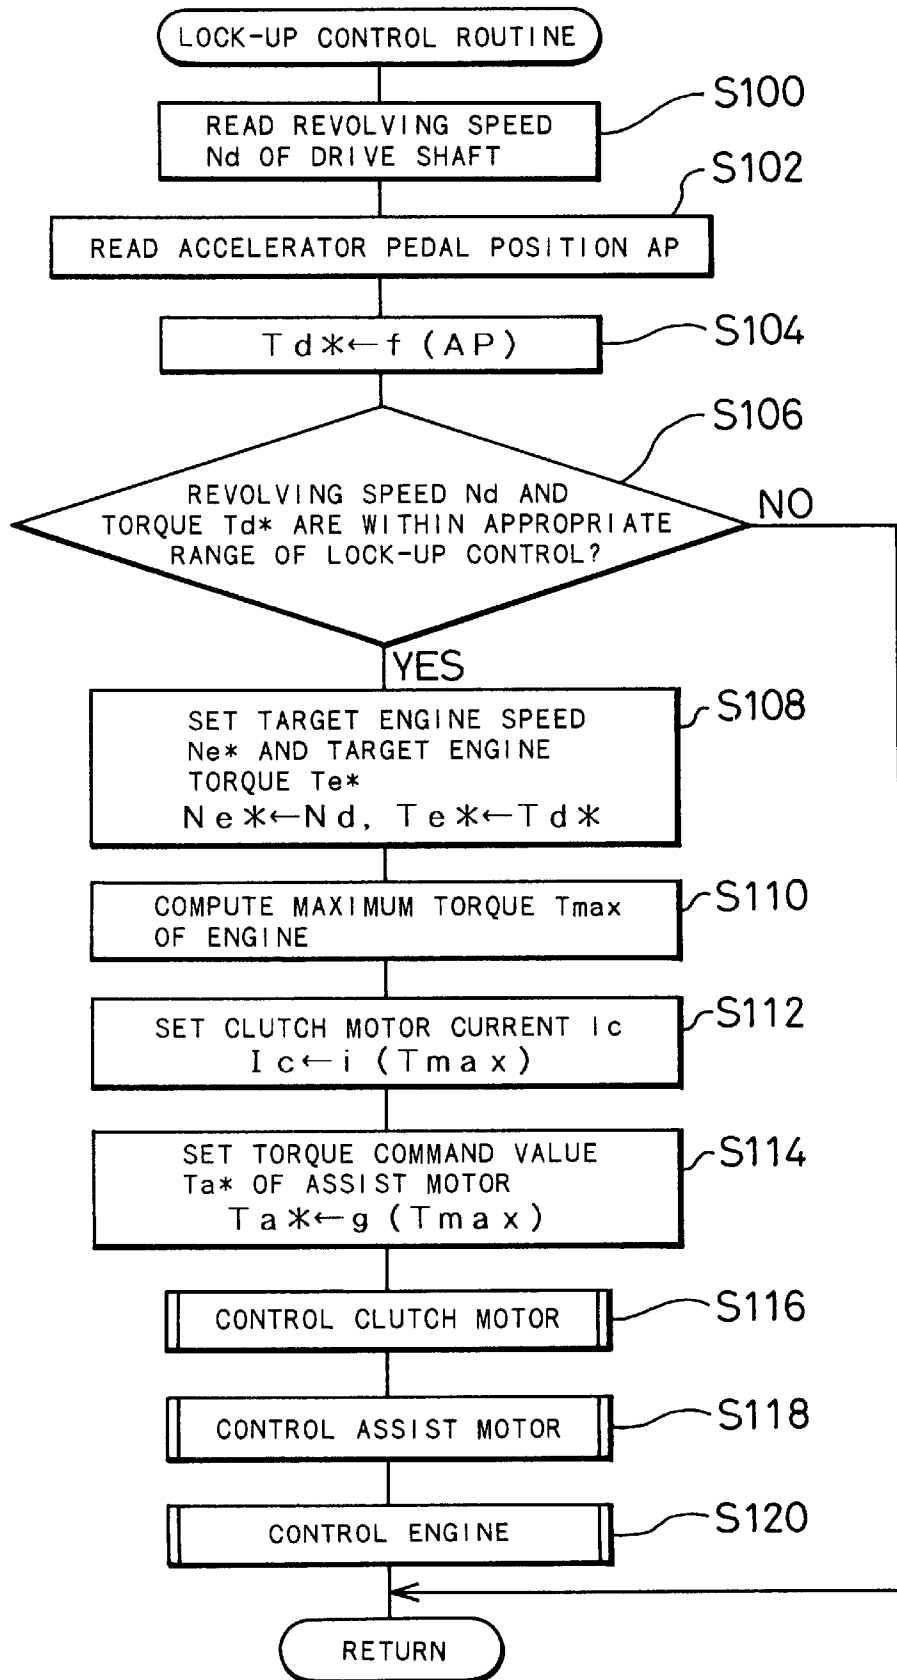 LOCK-UP CONTROL ROUTINE
S100
READ REVOLVING SPEED
Nd OF DRIVE SHAFT
S102
READ ACCELERATOR PEDAL POSITION AP
S104
Td*←f (AP)
S106
REVOLVING SPEED Nd AND
TORQUE Td* ARE WITHIN APPROPRIATE
RANGE OF LOCK-UP CONTROL?
NO
YES
S108
SET TARGET ENGINE SPEED
Ne* AND TARGET ENGINE
TORQUE Te*
Ne*←Nd, Te*←Td*
S110
COMPUTE MAXIMUM TORQUE Tmax
OF ENGINE
S112
SET CLUTCH MOTOR CURRENT Ic
Ic←i (Tmax)
S114
SET TORQUE COMMAND VALUE
Ta* OF ASSIST MOTOR
Ta*←g (Tmax)
S116
CONTROL CLUTCH MOTOR
S118
CONTROL ASSIST MOTOR
S120
CONTROL ENGINE
RETURN